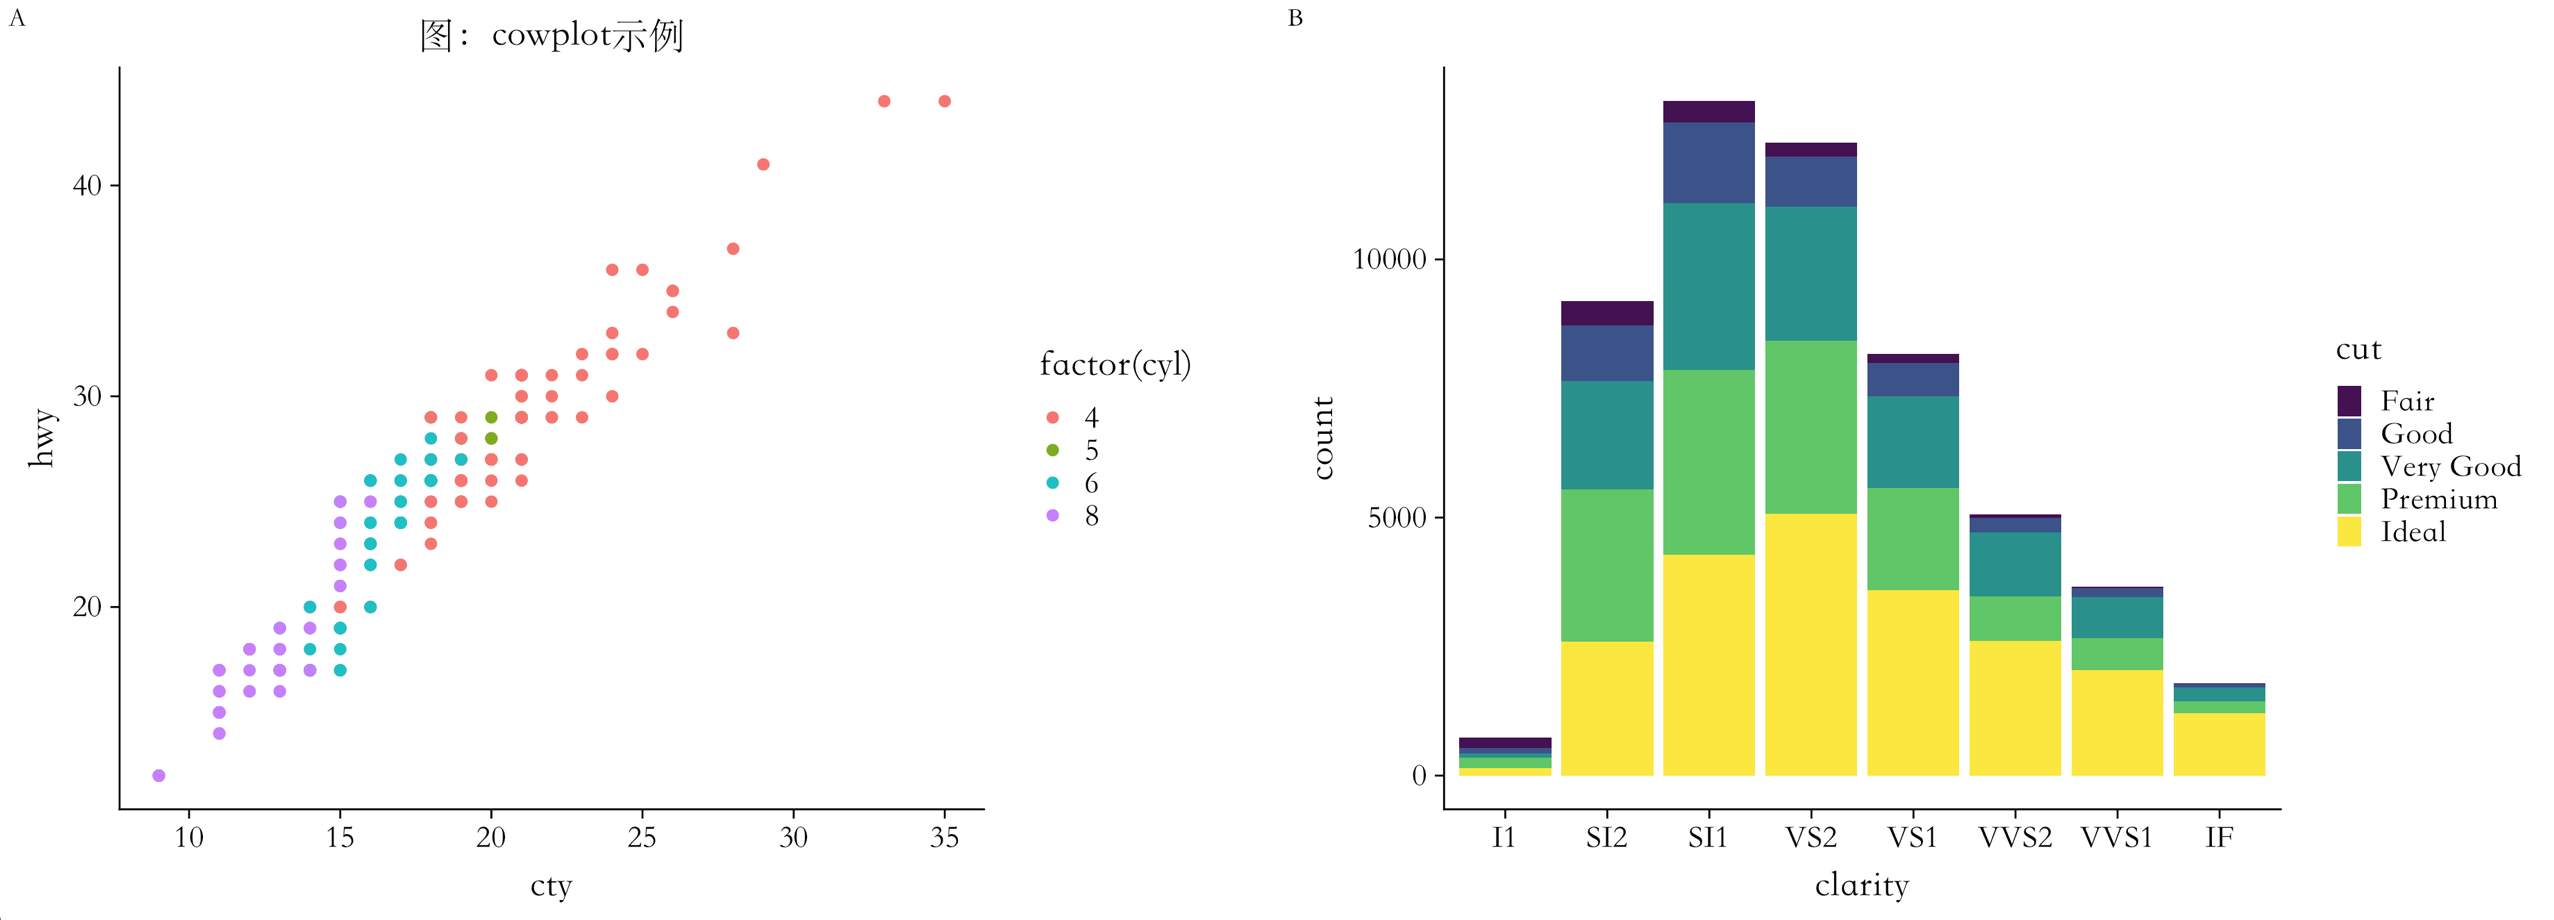 A
图：cowplot示例
40
30
20
hwy
10 15 20 25 30 35
cty
factor(cyl)
4
5
6
8
B
10000
5000
0
count
I1 SI2 SI1 VS2 VS1 VVS2 VVS1 IF
clarity
cut
Fair
Good
Very Good
Premium
Ideal